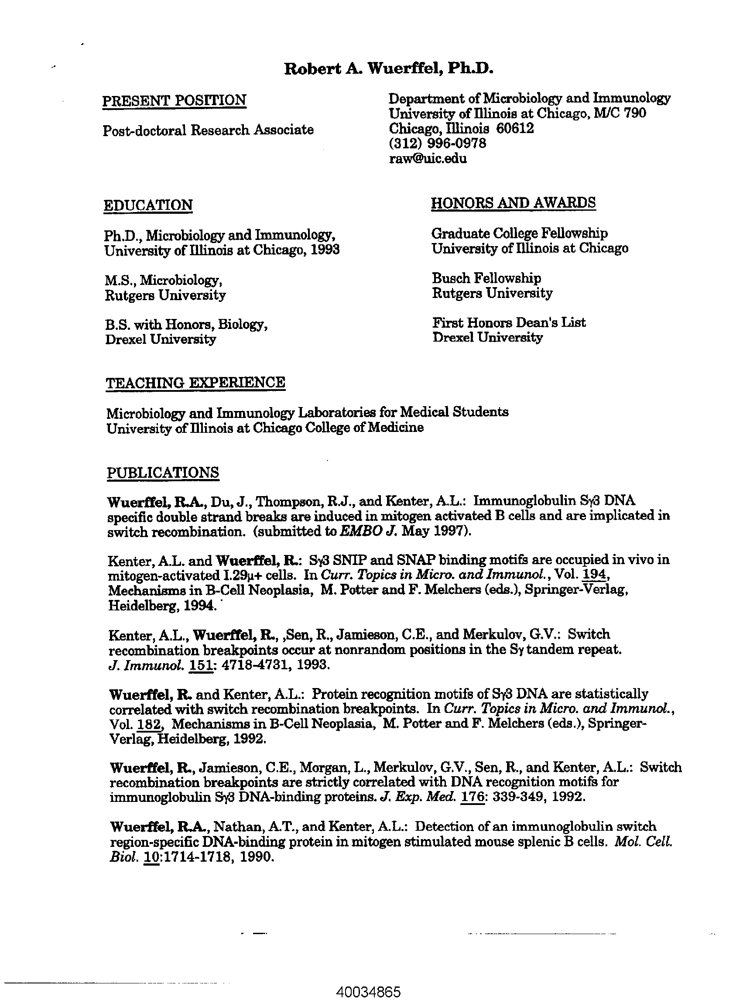 Robert A. Wuerffel, Ph.D.
PRESENT POSITION
Post-doctoral Research Associate
Department of Microbiology and Immunology
University of Illinois at Chicago, M/C 790
Chicago, Illinois 60612
(312) 996-0978
raw@uic.edu
EDUCATION
Ph.D., Microbiology and Immunology,
University of Illinois at Chicago, 1993
M.S., Microbiology,
Rutgers University
B.S. with Honors, Biology,
Drexel University
HONORS AND AWARDS
Graduate College Fellowship
University of Illinois at Chicago
Busch Fellowship
Rutgers University
First Honors Dean's List
Drexel University
TEACHING EXPERIENCE
Microbiology and Immunology Laboratories for Medical Students
University of Illinois at Chicago College of Medicine
PUBLICATIONS
Wuerffel, R.A., Du, J., Thompson, R.J., and Kenter, A.L.: Immunoglobulin Sγ3 DNA
specific double strand breaks are induced in mitogen activated B cells and are implicated in
switch recombination. (submitted to EMBO J. May 1997).
Kenter, A.L. and Wuerffel, R.: Sγ3 SNIP and SNAP binding motifs are occupied in vivo in
mitogen-activated I.29μ+ cells. In Curr. Topics in Micro. and Immunol., Vol. 194,
Mechanisms in B-Cell Neoplasia, M. Potter and F. Melchers (eds.), Springer-Verlag,
Heidelberg, 1994.
Kenter, A.L., Wuerffel, R., ,Sen, R., Jamieson, C.E., and Merkulov, G.V.: Switch
recombination breakpoints occur at nonrandom positions in the Sγ tandem repeat.
J. Immunol. 151: 4718-4731, 1993.
Wuerffel, R. and Kenter, A.L.: Protein recognition motifs of Sγ3 DNA are statistically
correlated with switch recombination breakpoints. In Curr. Topics in Micro. and Immunol.,
Vol. 182, Mechanisms in B-Cell Neoplasia, M. Potter and F. Melchers (eds.), Springer-
Verlag, Heidelberg, 1992.
Wuerffel, R., Jamieson, C.E., Morgan, L., Merkulov, G.V., Sen, R., and Kenter, A.L.: Switch
recombination breakpoints are strictly correlated with DNA recognition motifs for
immunoglobulin Sγ3 DNA-binding proteins. J. Exp. Med. 176: 339-349, 1992.
Wuerffel, R.A., Nathan, A.T., and Kenter, A.L.: Detection of an immunoglobulin switch
region-specific DNA-binding protein in mitogen stimulated mouse splenic B cells. Mol. Cell.
Biol. 10:1714-1718, 1990.
40034865